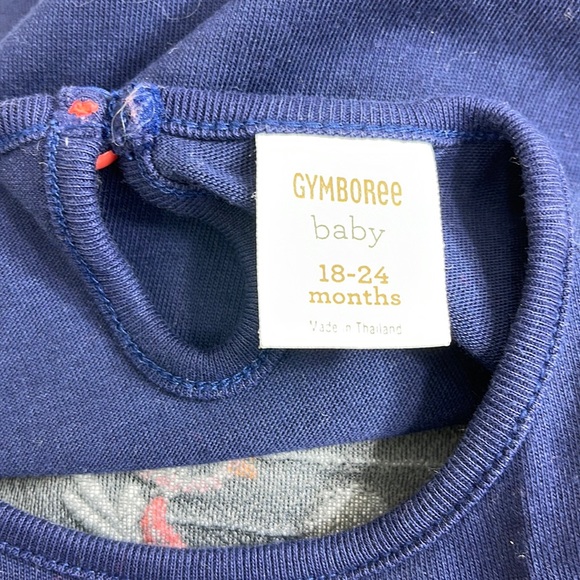 GYMBOREE
baby
18-24
months
Made in Thailand